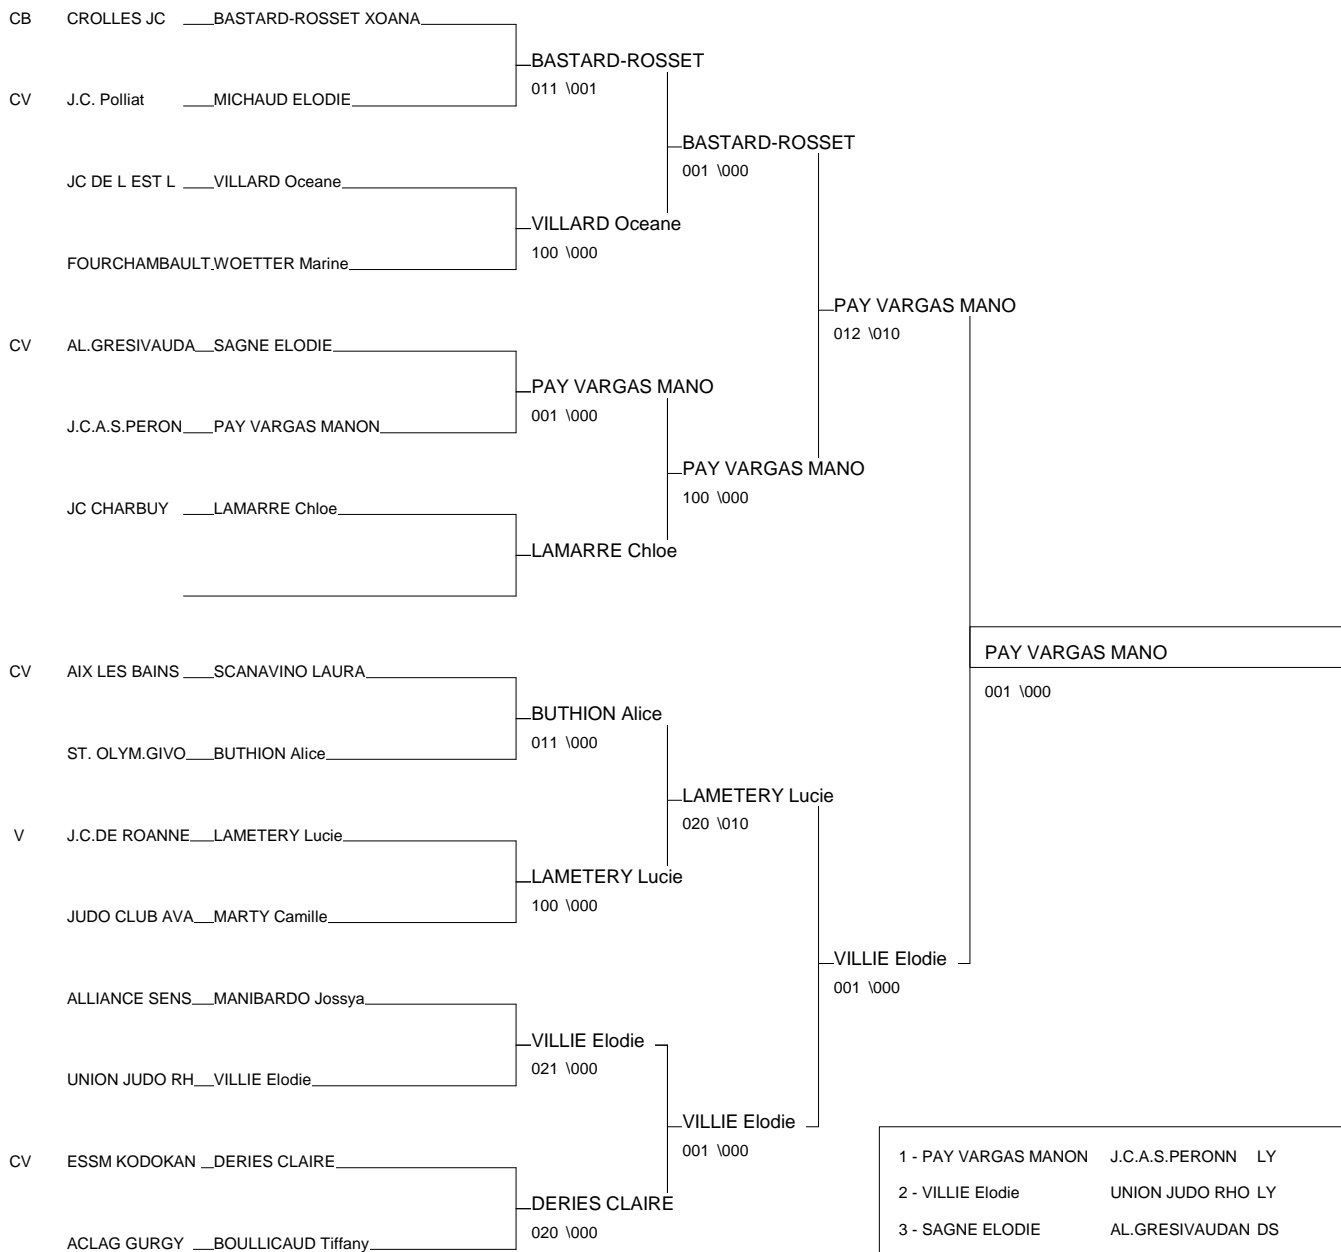 CB CROLLES JC BASTARD-ROSSET XOANA
BASTARD-ROSSET
011 \001
CV J.C. Polliat MICHAUD ELODIE
BASTARD-ROSSET
001 \000
JC DE L EST L VILLARD Oceane
VILLARD Oceane
100 \000
FOURCHAMBAULT WOETTER Marine
PAY VARGAS MANO
012 \010
CV AL.GRESIVAUDA SAGNE ELODIE
PAY VARGAS MANO
001 \000
J.C.A.S.PERON PAY VARGAS MANON
PAY VARGAS MANO
100 \000
JC CHARBUY LAMARRE Chloe
LAMARRE Chloe
PAY VARGAS MANO
001 \000
CV AIX LES BAINS SCANAVINO LAURA
BUTHION Alice
011 \000
ST. OLYM.GIVO BUTHION Alice
LAMETERY Lucie
020 \010
V J.C.DE ROANNE LAMETERY Lucie
LAMETERY Lucie
100 \000
JUDO CLUB AVA MARTY Camille
VILLIE Elodie
001 \000
ALLIANCE SENS MANIBARDO Jossya
VILLIE Elodie
021 \000
UNION JUDO RH VILLIE Elodie
VILLIE Elodie
001 \000
CV ESSM KODOKAN DERIES CLAIRE
DERIES CLAIRE
020 \000
ACLAG GURGY BOULLICAUD Tiffany
1 - PAY VARGAS MANON J.C.A.S.PERONN LY
2 - VILLIE Elodie UNION JUDO RHO LY
3 - SAGNE ELODIE AL.GRESIVAUDAN DS